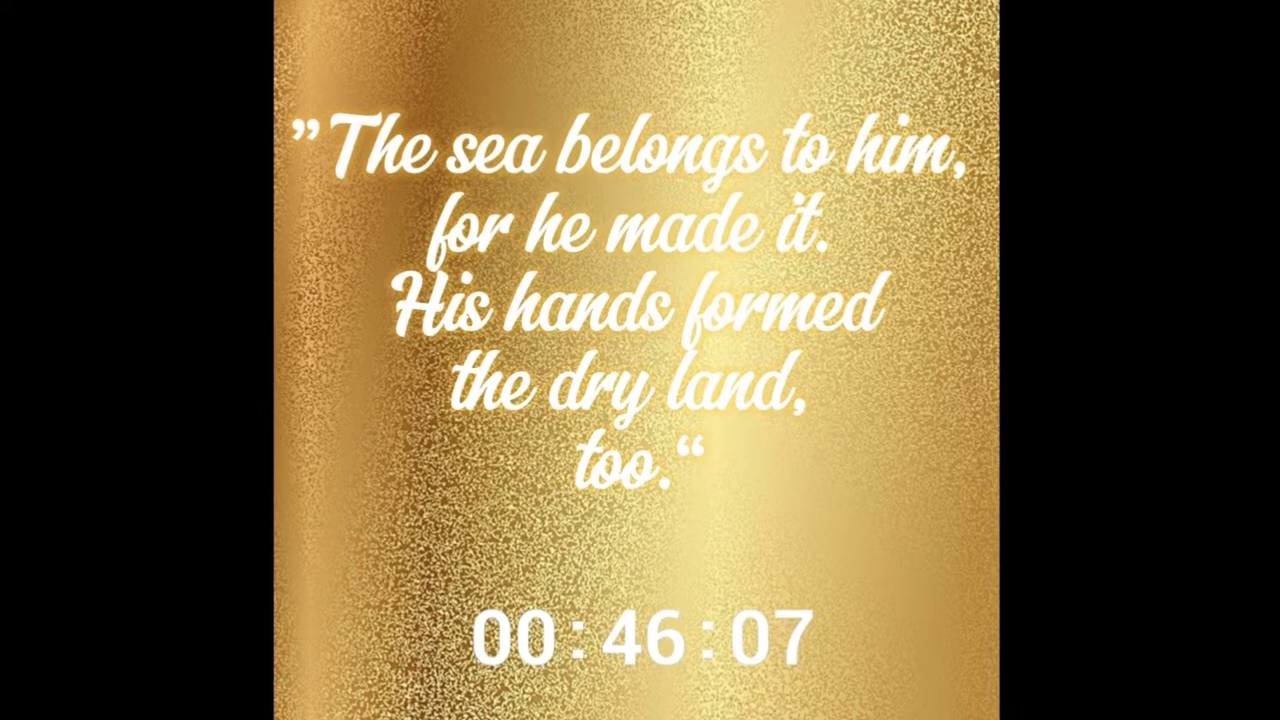 ”The sea belongs to him,
for he made it.
His hands formed
the dry land,
too.“
00:46:07